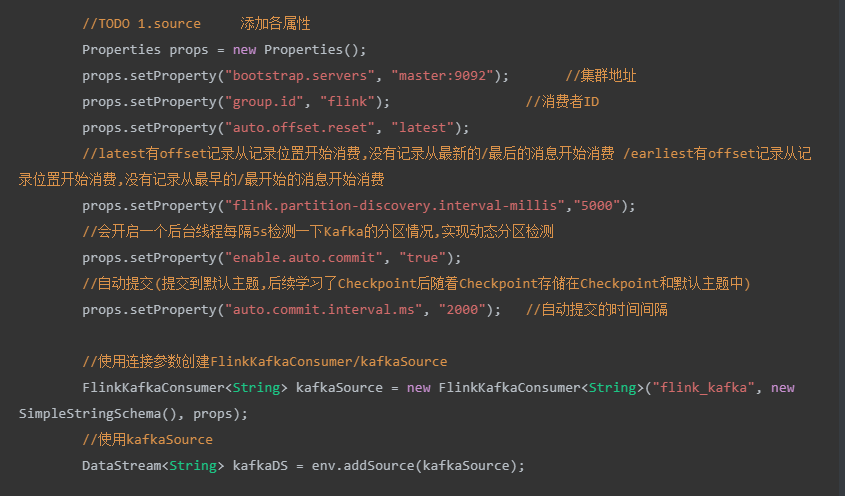 //TODO 1.source     添加各属性
Properties props = new Properties();
props.setProperty("bootstrap.servers", "master:9092");       //集群地址
props.setProperty("group.id", "flink");                 //消费者ID
props.setProperty("auto.offset.reset", "latest");
//latest有offset记录从记录位置开始消费,没有记录从最新的/最后的消息开始消费 /earliest有offset记录从记
录位置开始消费,没有记录从最早的/最开始的消息开始消费
props.setProperty("flink.partition-discovery.interval-millis","5000");
//会开启一个后台线程每隔5s检测一下Kafka的分区情况,实现动态分区检测
props.setProperty("enable.auto.commit", "true");
//自动提交(提交到默认主题,后续学习了Checkpoint后随着Checkpoint存储在Checkpoint和默认主题中)
props.setProperty("auto.commit.interval.ms", "2000");   //自动提交的时间间隔
//使用连接参数创建FlinkKafkaConsumer/kafkaSource
FlinkKafkaConsumer<String> kafkaSource = new FlinkKafkaConsumer<String>("flink_kafka", new
SimpleStringSchema(), props);
//使用kafkaSource
DataStream<String> kafkaDS = env.addSource(kafkaSource);